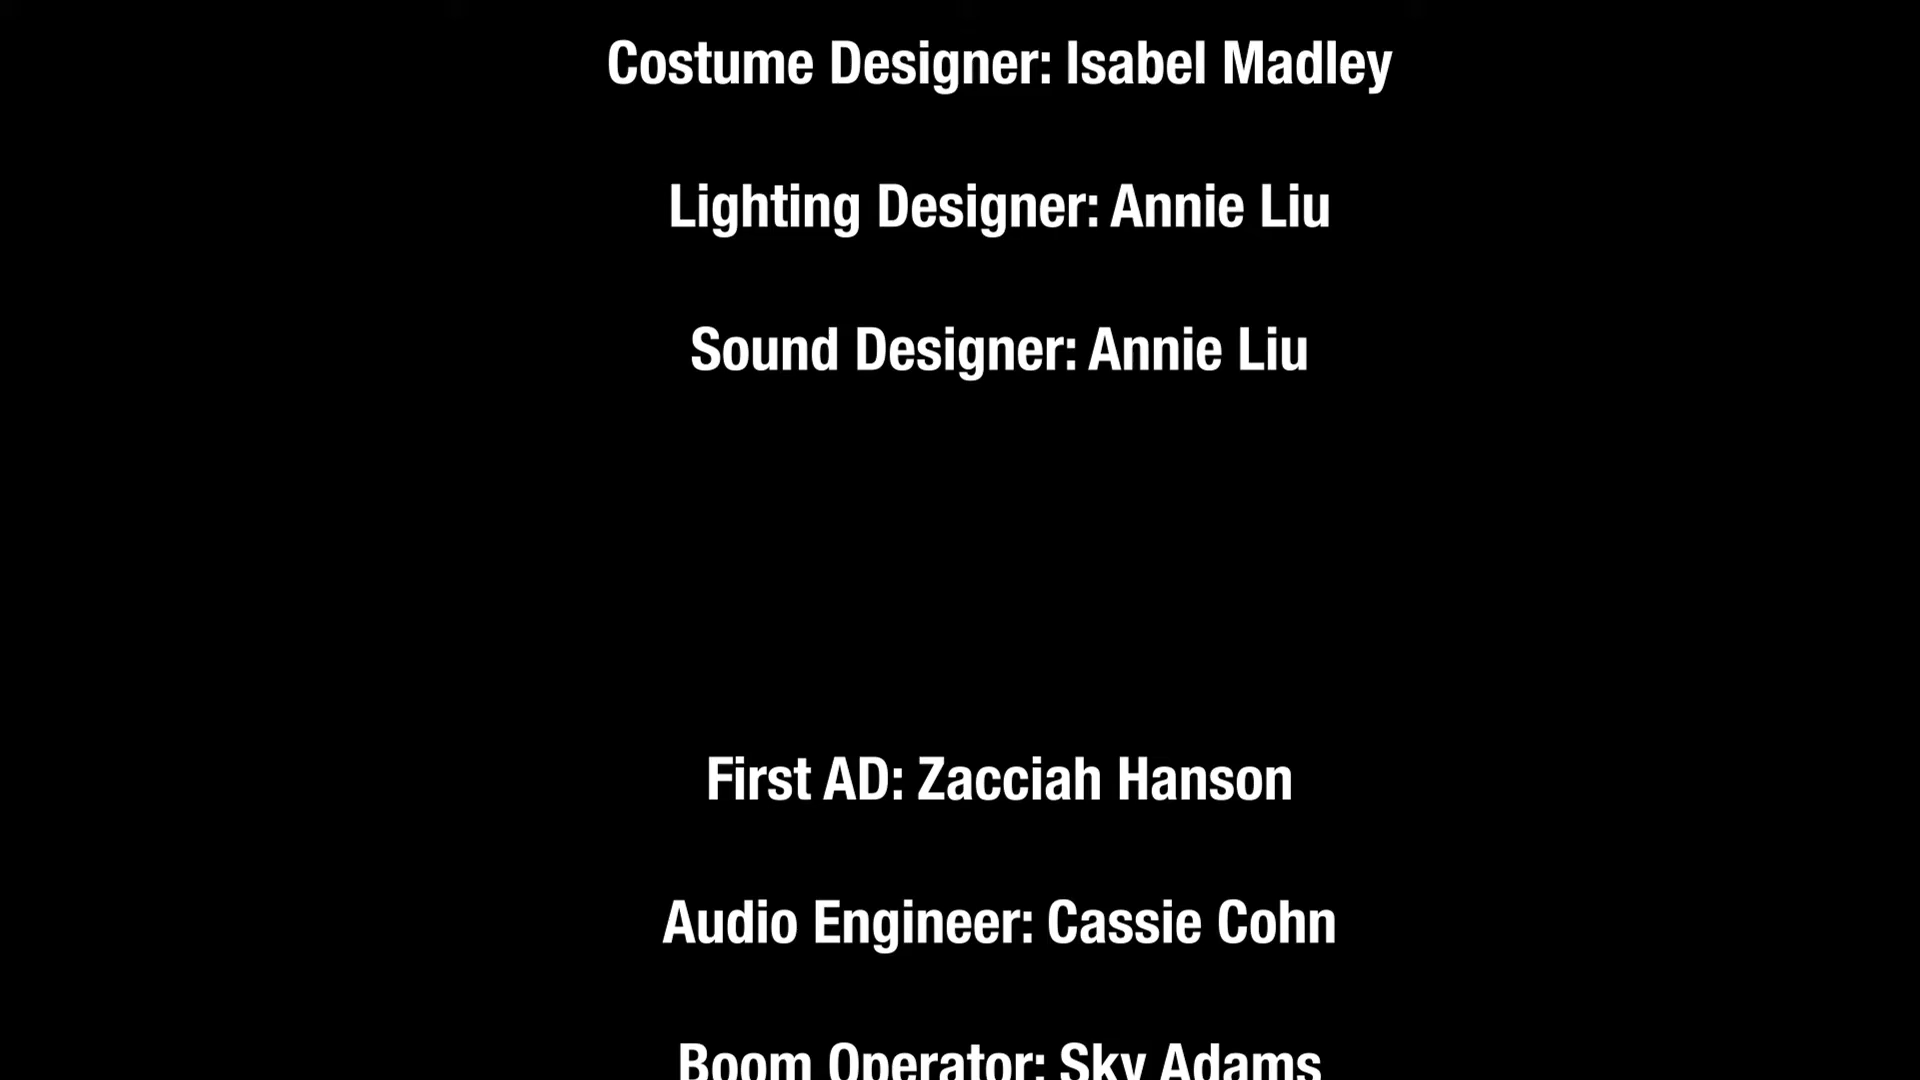 Costume Designer: Isabel Madley
Lighting Designer: Annie Liu
Sound Designer: Annie Liu
First AD: Zacciah Hanson
Audio Engineer: Cassie Cohn
Boom Operator: Sky Adams